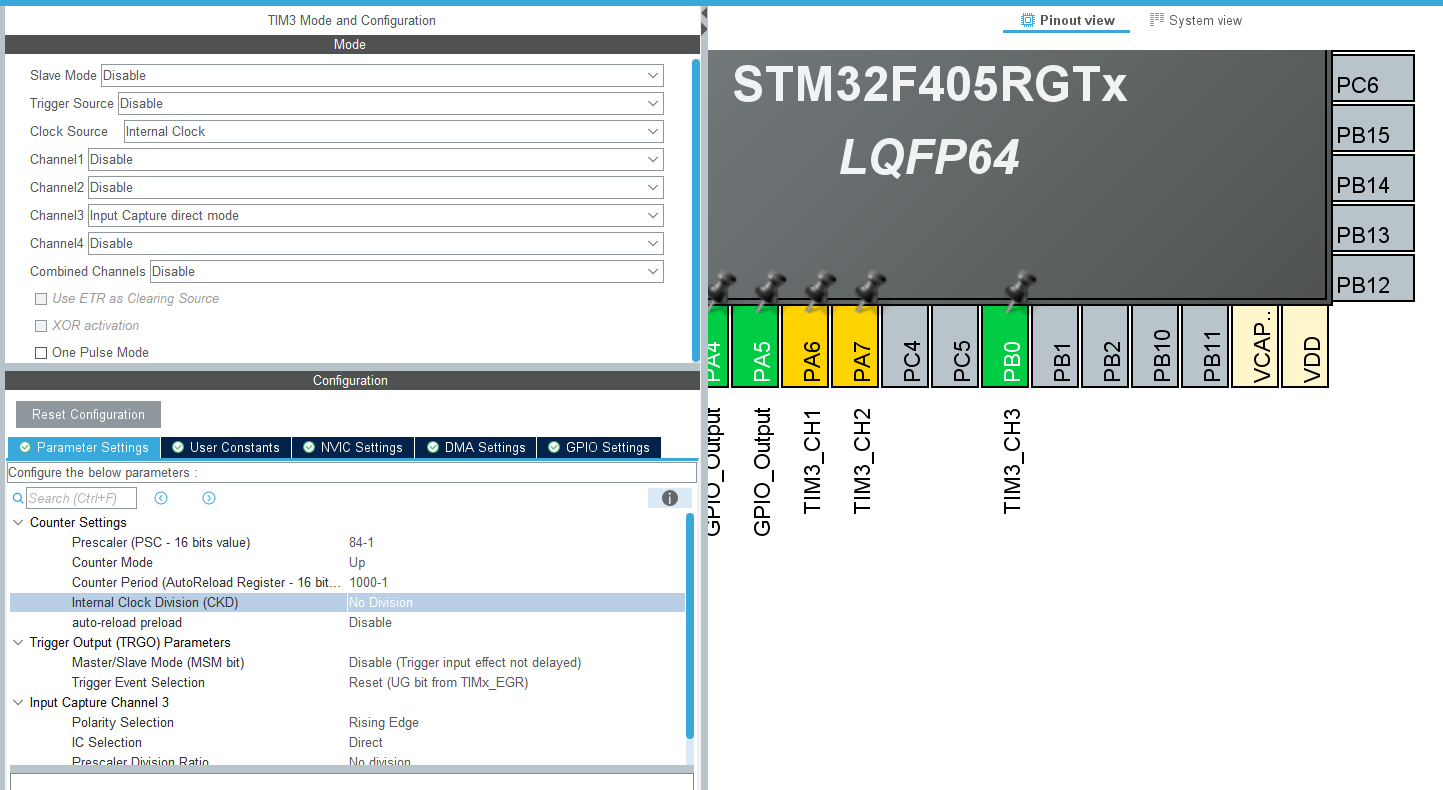 TIM3 Mode and Configuration
Mode
Slave Mode Disable
Trigger Source Disable
Clock Source Internal Clock
Channel1 Disable
Channel2 Disable
Channel3 Input Capture direct mode
Channel4 Disable
Combined Channels Disable
Use ETR as Clearing Source
XOR activation
One Pulse Mode
Configuration
Reset Configuration
Parameter Settings User Constants NVIC Settings DMA Settings GPIO Settings
Configure the below parameters :
Search (Ctrl+F)
Counter Settings
Prescaler (PSC - 16 bits value) 84-1
Counter Mode Up
Counter Period (AutoReload Register - 16 bit... 1000-1
Internal Clock Division (CKD) No Division
auto-reload preload Disable
Trigger Output (TRGO) Parameters
Master/Slave Mode (MSM bit) Disable (Trigger input effect not delayed)
Trigger Event Selection Reset (UG bit from TIMx_EGR)
Input Capture Channel 3
Polarity Selection Rising Edge
IC Selection Direct
Prescaler Division Ratio No division
Pinout view System view
STM32F405RGTx
LQFP64
PC6
PB15
PB14
PB13
PB12
PA4
PA5
PA6
PA7
PC4
PC5
PB0
PB1
PB2
PB10
PB11
VCAP..
VDD
GPIO_Output
GPIO_Output
TIM3_CH1
TIM3_CH2
TIM3_CH3